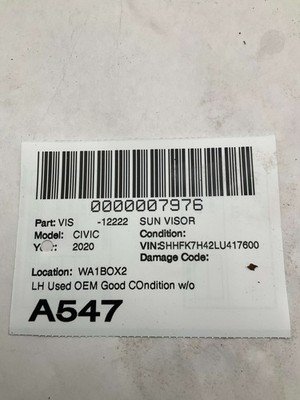 0000007976
Part: VIS -12222 SUN VISOR
Model: CIVIC Condition:
Year: 2020 VIN:SHHFK7H42LU417600
Damage Code:
Location: WA1BOX2
LH Used OEM Good COndition w/o
A547